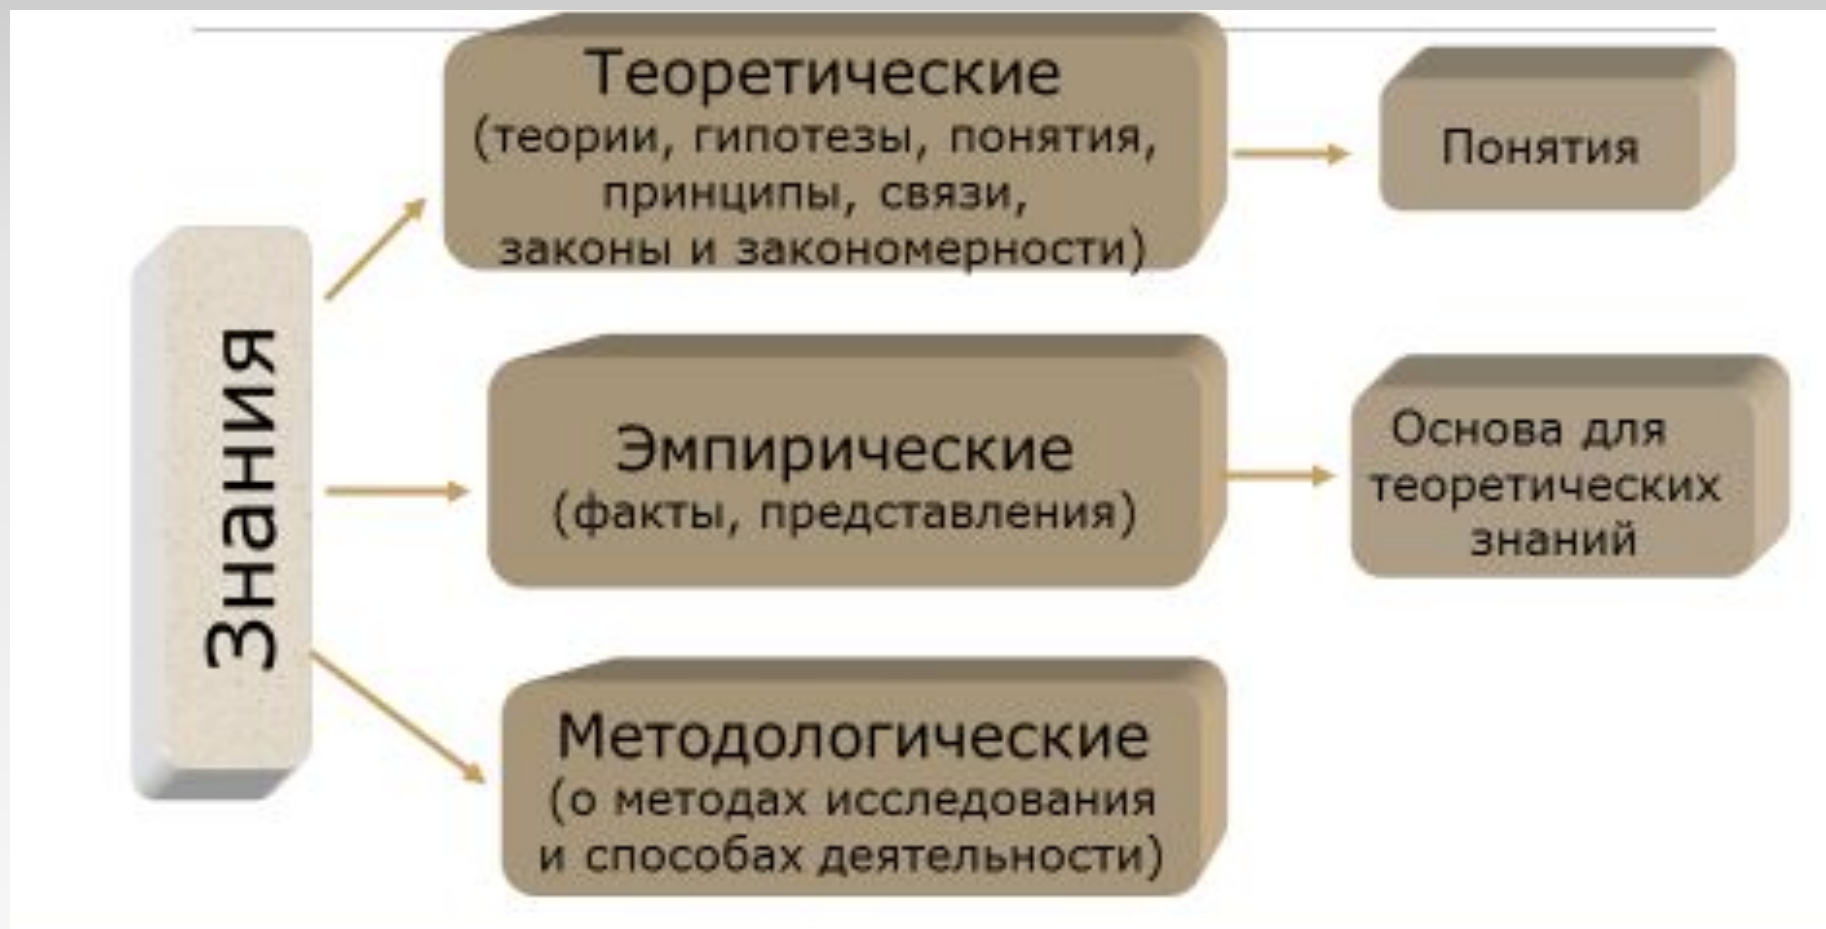 Знания
Теоретические
(теории, гипотезы, понятия,
принципы, связи,
законы и закономерности)
Понятия
Эмпирические
(факты, представления)
Основа для
теоретических
знаний
Методологические
(о методах исследования
и способах деятельности)